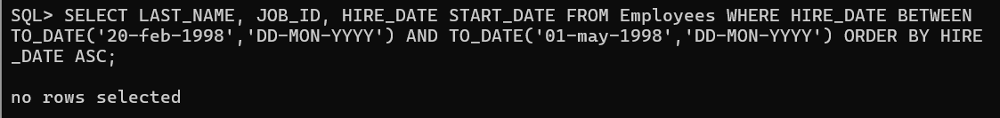 SQL> SELECT LAST_NAME, JOB_ID, HIRE_DATE START_DATE FROM Employees WHERE HIRE_DATE BETWEEN
TO_DATE('20-feb-1998','DD-MON-YYYY') AND TO_DATE('01-may-1998','DD-MON-YYYY') ORDER BY HIRE
_DATE ASC;
no rows selected